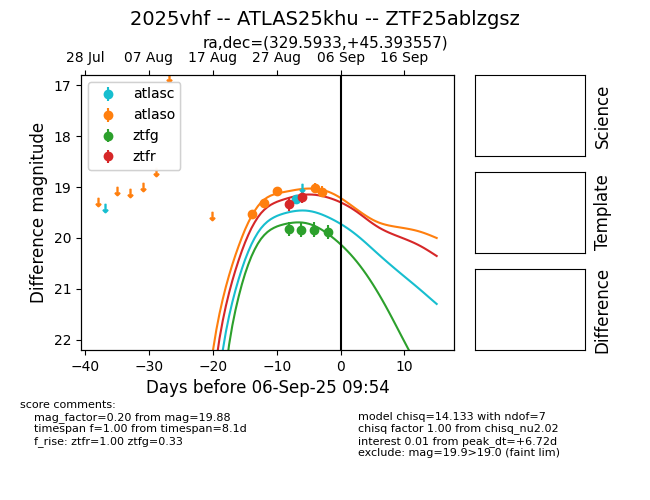 2025vhf -- ATLAS25khu -- ZTF25ablzgsz
ra,dec=(329.5933,+45.393557)
28 Jul 07 Aug 17 Aug 27 Aug 06 Sep 16 Sep
atlasc
atlaso
ztfg
ztfr
17
18
19
20
21
22
Difference magnitude
−40 −30 −20 −10 0 10
Days before 06-Sep-25 09:54
Science
Template
Difference
score comments:
mag_factor=0.20 from mag=19.88
timespan f=1.00 from timespan=8.1d
f_rise: ztfr=1.00 ztfg=0.33
model chisq=14.133 with ndof=7
chisq factor 1.00 from chisq_nu2.02
interest 0.01 from peak_dt=+6.72d
exclude: mag=19.9>19.0 (faint lim)